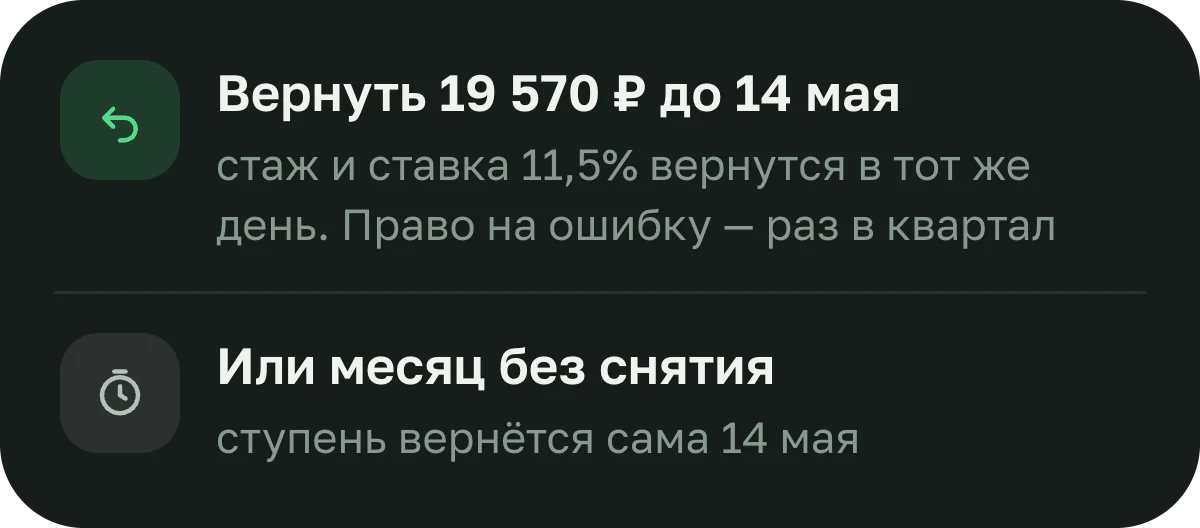 Вернуть 19 570 ₽ до 14 мая
стаж и ставка 11,5% вернутся в тот же
день. Право на ошибку — раз в квартал
Или месяц без снятия
ступень вернётся сама 14 мая